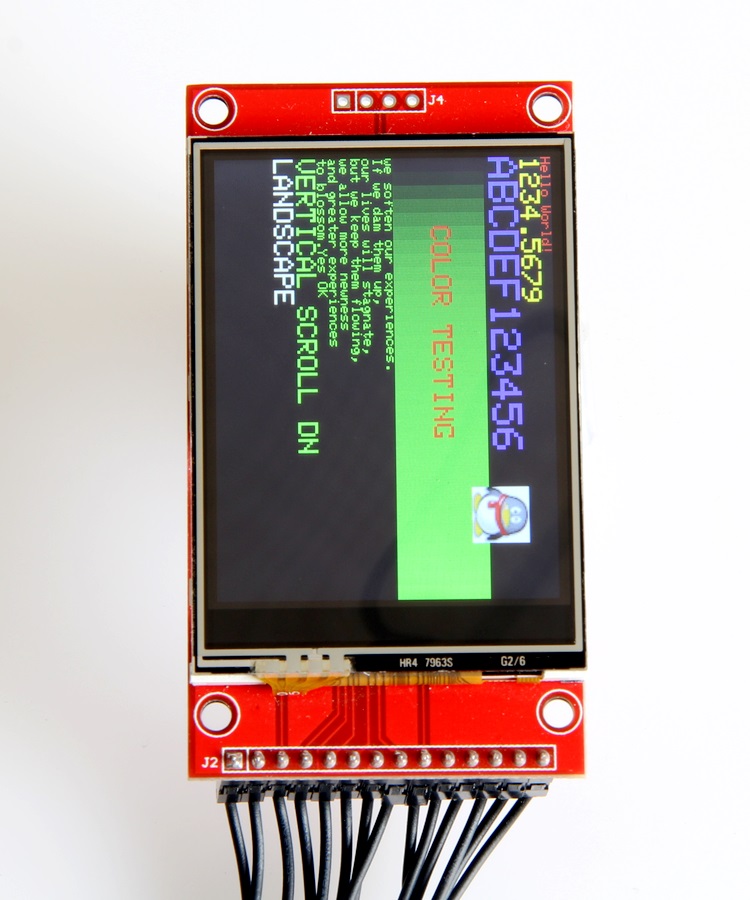 J4
Hello World!
1234.5679
ABCDEF123456
COLOR TESTING
we soften our experiences.
If we dam them up,
our lives will stagnate,
but we keep them flowing,
we allow more newness
and greater experiences
to blossom.Yes OK
VERTICAL SCROLL ON
LANDSCAPE
HR4 7963S G2/6
J2